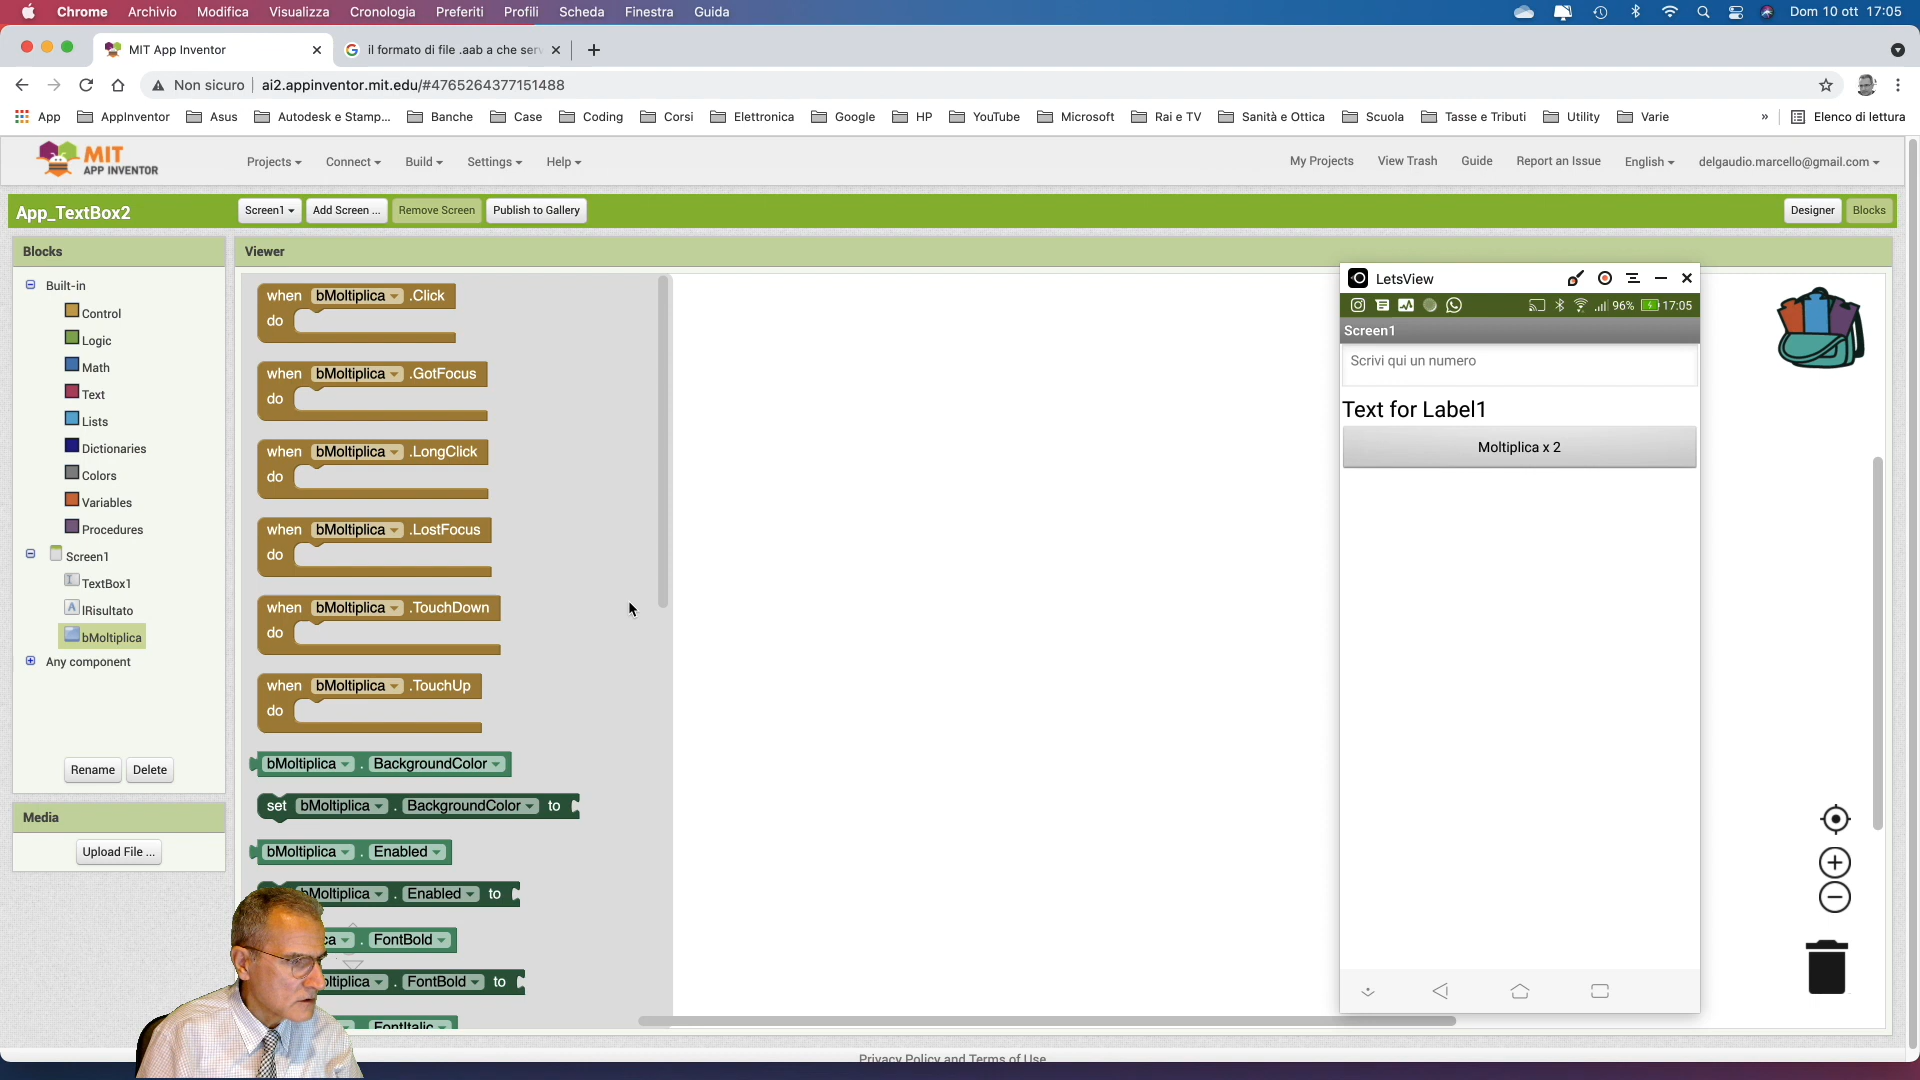 Chrome Archivio Modifica Visualizza Cronologia Preferiti Profili Scheda Finestra Guida Dom 10 ott 17:05
MIT App Inventor il formato di file .aab a che serv
Non sicuro ai2.appinventor.mit.edu/#4765264377151488
App AppInventor Asus Autodesk e Stamp... Banche Case Coding Corsi Elettronica Google HP YouTube Microsoft Rai e TV Sanità e Ottica Scuola Tasse e Tributi Utility Varie » Elenco di lettura
MIT
APP INVENTOR
Projects Connect Build Settings Help My Projects View Trash Guide Report an Issue English delgaudio.marcello@gmail.com
App_TextBox2 Screen1 Add Screen ... Remove Screen Publish to Gallery Designer Blocks
Blocks
Built-in
Control
Logic
Math
Text
Lists
Dictionaries
Colors
Variables
Procedures
Screen1
TextBox1
lRisultato
bMoltiplica
Any component
Rename Delete
Media
Upload File ...
Viewer
when bMoltiplica .Click
do
when bMoltiplica .GotFocus
do
when bMoltiplica .LongClick
do
when bMoltiplica .LostFocus
do
when bMoltiplica .TouchDown
do
when bMoltiplica .TouchUp
do
bMoltiplica . BackgroundColor
set bMoltiplica . BackgroundColor to
bMoltiplica . Enabled
bMoltiplica . Enabled to
ca . FontBold
oltiplica . FontBold to
. FontItalic
LetsView
96% 17:05
Screen1
Scrivi qui un numero
Text for Label1
Moltiplica x 2
Privacy Policy and Terms of Use